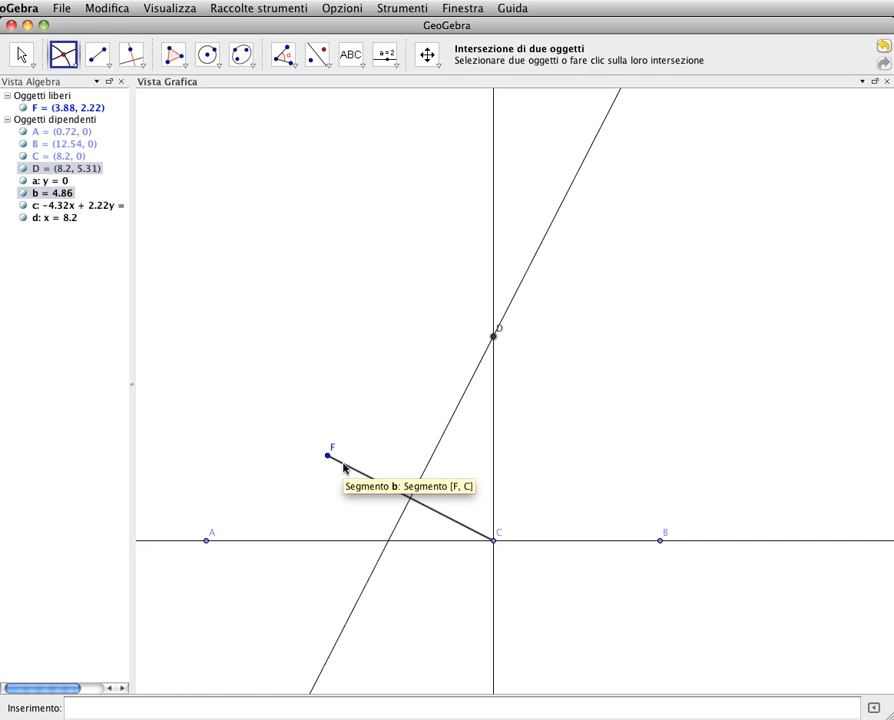 oGebra File Modifica Visualizza Raccolte strumenti Opzioni Strumenti Finestra Guida
GeoGebra
ABC a=2 Intersezione di due oggetti
Selezionare due oggetti o fare clic sulla loro intersezione
Vista Algebra Vista Grafica
Oggetti liberi
F = (3.88, 2.22)
Oggetti dipendenti
A = (0.72, 0)
B = (12.54, 0)
C = (8.2, 0)
D = (8.2, 5.31)
a: y = 0
b = 4.86
c: -4.32x + 2.22y =
d: x = 8.2
D
F
Segmento b: Segmento [F, C]
A C B
Inserimento: